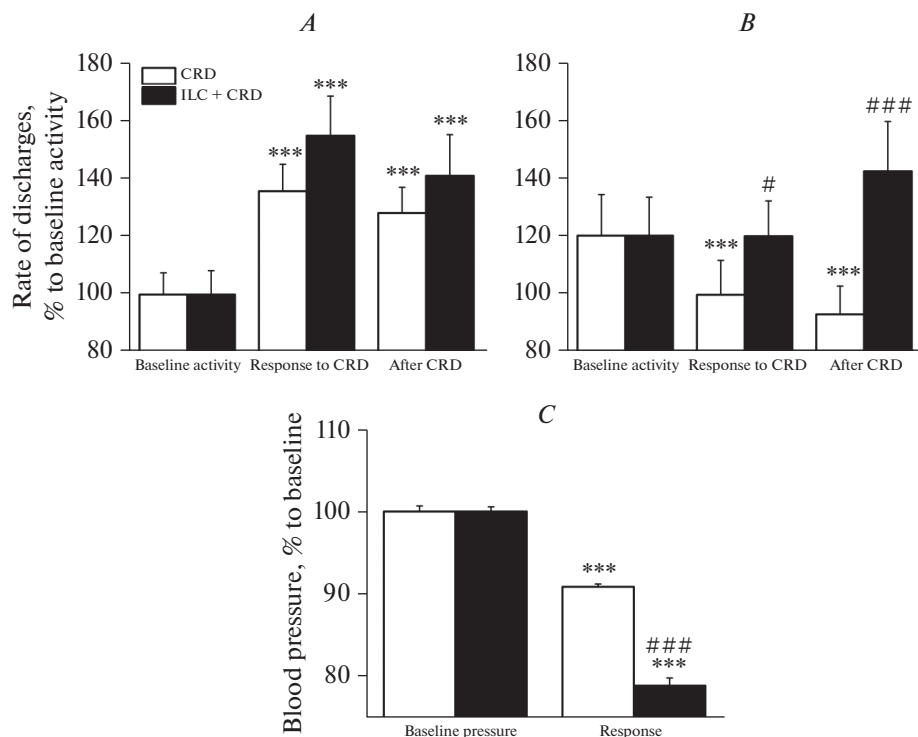 A
B
180
160
140
120
100
80
Rate of discharges,
% to baseline activity
CRD
ILC + CRD
***
***
***
***
Baseline activity
Response to CRD
After CRD
180
160
140
120
100
80
***
#
***
###
Baseline activity
Response to CRD
After CRD
C
110
100
90
80
Blood pressure, % to baseline
***
###
***
Baseline pressure
Response